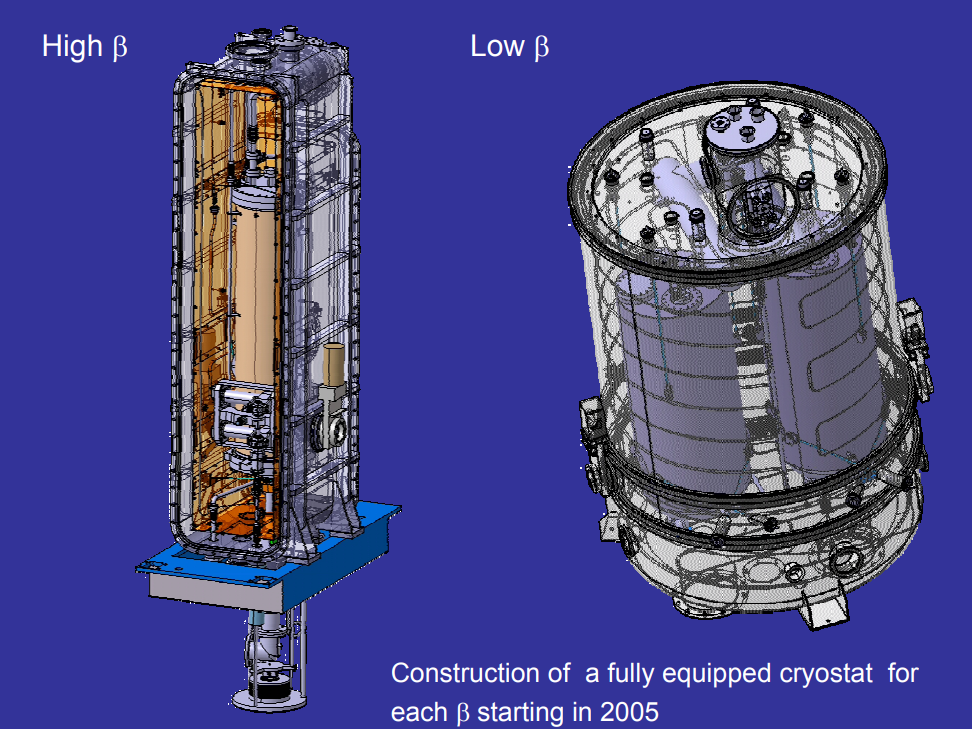 High β
Low β
Construction of  a fully equipped cryostat  for
each β starting in 2005